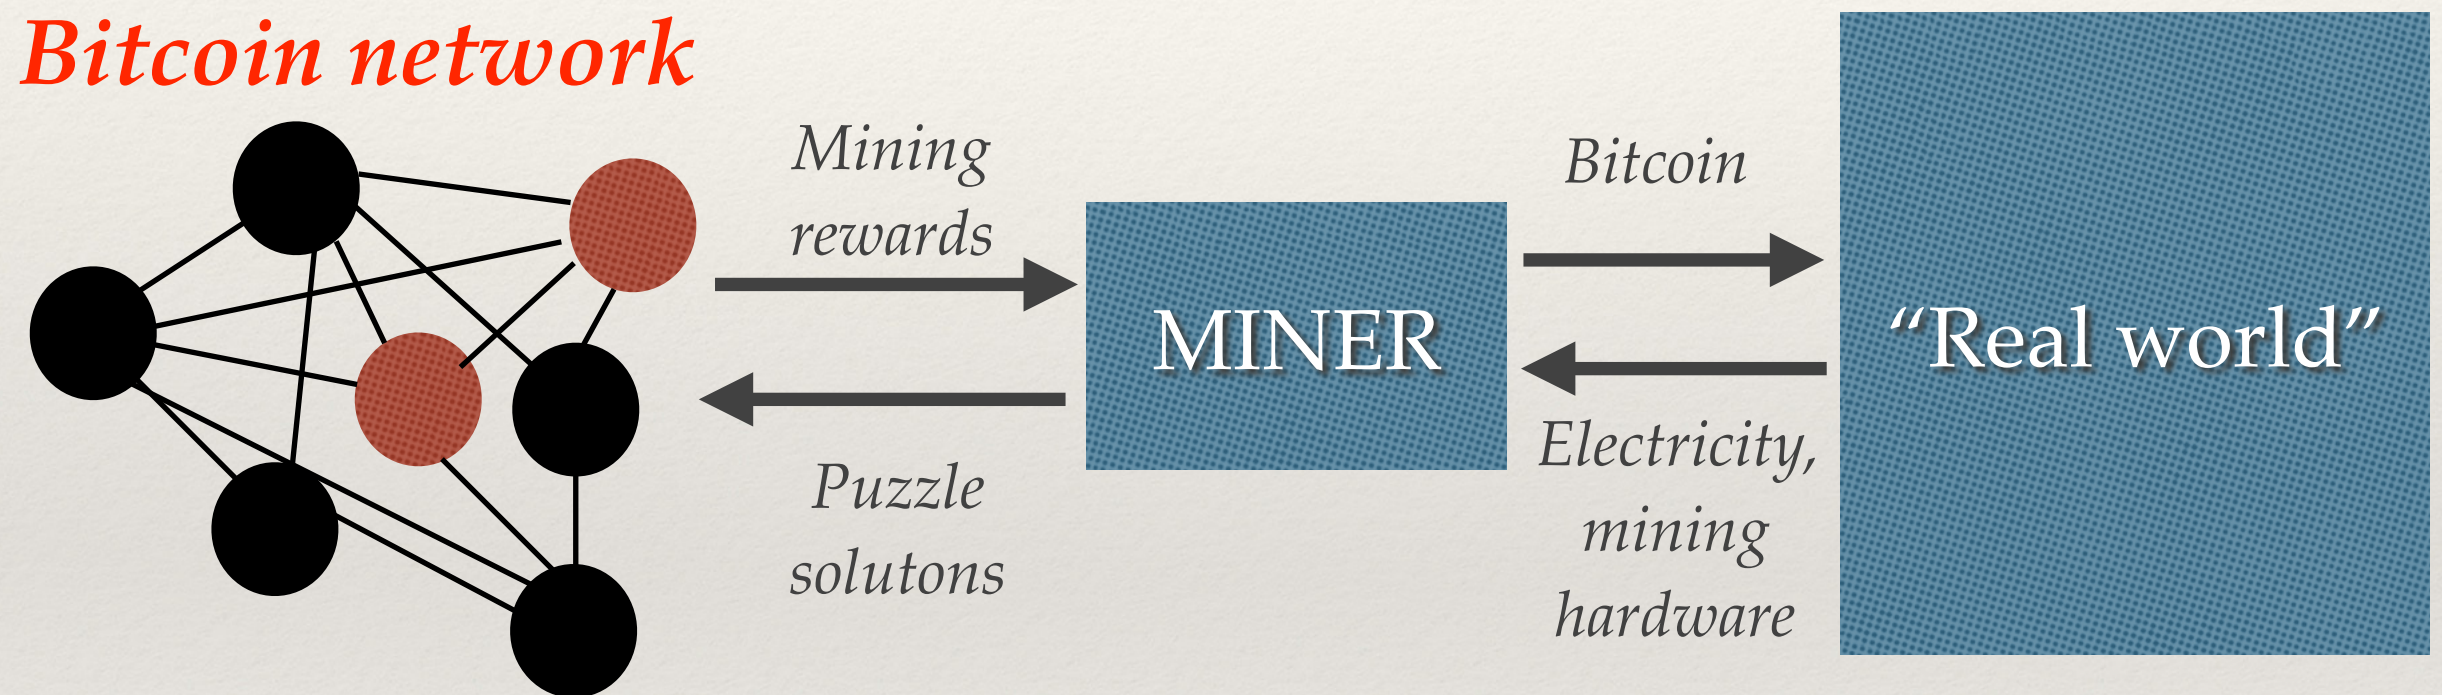 Bitcoin network
Mining
rewards
Puzzle
solutons
MINER
Bitcoin
Electricity,
mining
hardware
“Real world”